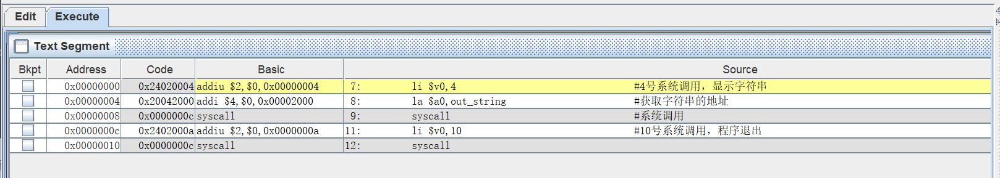 Edit Execute
Text Segment
Bkpt Address Code Basic Source
0x00000000 0x24020004 addiu $2,$0,0x00000004 7: li $v0,4 #4号系统调用，显示字符串
0x00000004 0x20042000 addi $4,$0,0x00002000 8: la $a0,out_string #获取字符串的地址
0x00000008 0x0000000c syscall 9: syscall #系统调用
0x0000000c 0x2402000a addiu $2,$0,0x0000000a 11: li $v0,10 #10号系统调用，程序退出
0x00000010 0x0000000c syscall 12: syscall